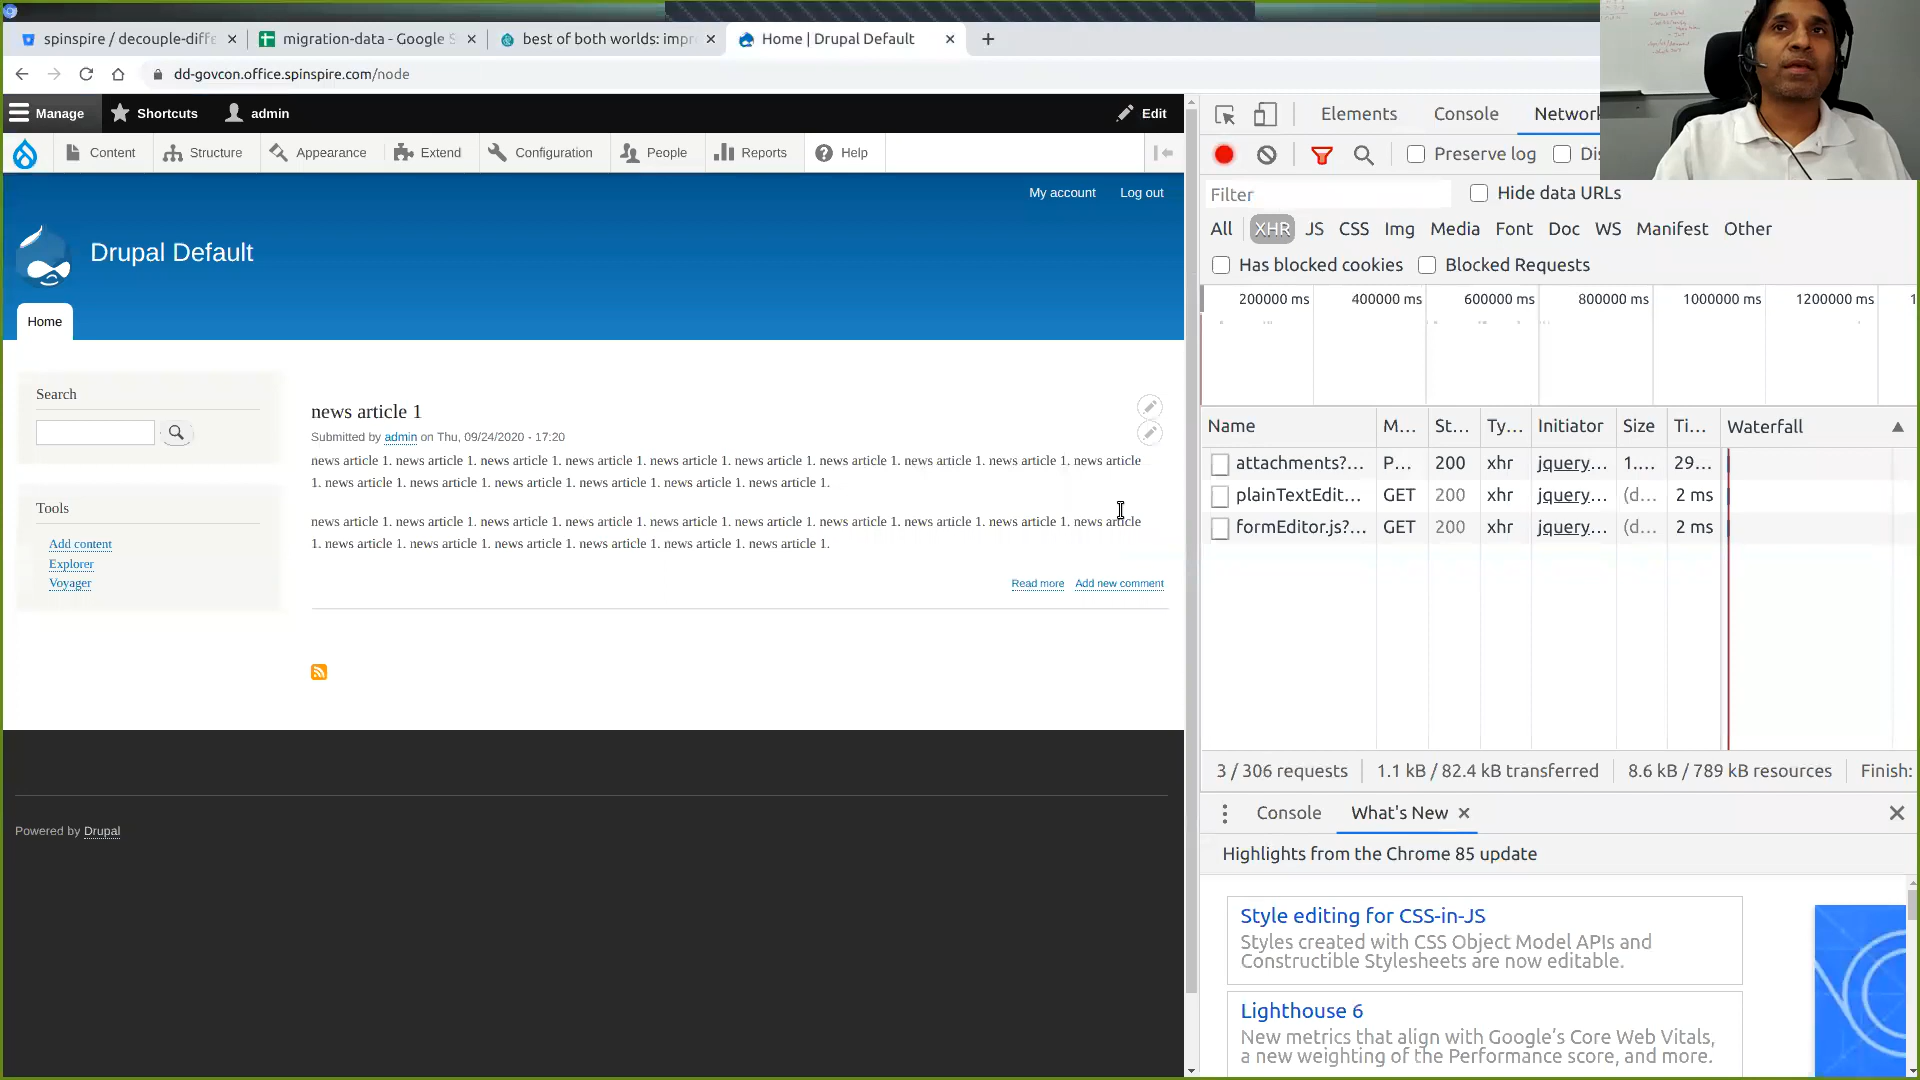 spinspire / decouple-diffe
migration-data - Google S
best of both worlds: impr
Home | Drupal Default
dd-govcon.office.spinspire.com/node
Manage
Shortcuts
admin
Edit
Content
Structure
Appearance
Extend
Configuration
People
Reports
Help
My account
Log out
Drupal Default
Home
Search
Tools
Add content
Explorer
Voyager
news article 1
Submitted by admin on Thu, 09/24/2020 - 17:20
news article 1. news article 1. news article 1. news article 1. news article 1. news article 1. news article 1. news article 1. news article 1. news article
1. news article 1. news article 1. news article 1. news article 1. news article 1. news article 1.
news article 1. news article 1. news article 1. news article 1. news article 1. news article 1. news article 1. news article 1. news article 1. news article
1. news article 1. news article 1. news article 1. news article 1. news article 1. news article 1.
Read more
Add new comment
Powered by Drupal
Elements
Console
Network
Preserve log
Dis
Filter
Hide data URLs
All
XHR
JS
CSS
Img
Media
Font
Doc
WS
Manifest
Other
Has blocked cookies
Blocked Requests
200000 ms
400000 ms
600000 ms
800000 ms
1000000 ms
1200000 ms
1
Name M... St... Ty... Initiator Size Ti... Waterfall
attachments?... P... 200 xhr jquery... 1.... 29...
plainTextEdit... GET 200 xhr jquery... (d... 2 ms
formEditor.js?... GET 200 xhr jquery... (d... 2 ms
3 / 306 requests
1.1 kB / 82.4 kB transferred
8.6 kB / 789 kB resources
Finish:
Console
What's New
Highlights from the Chrome 85 update
Style editing for CSS-in-JS
Styles created with CSS Object Model APIs and
Constructible Stylesheets are now editable.
Lighthouse 6
New metrics that align with Google's Core Web Vitals,
a new weighting of the Performance score, and more.